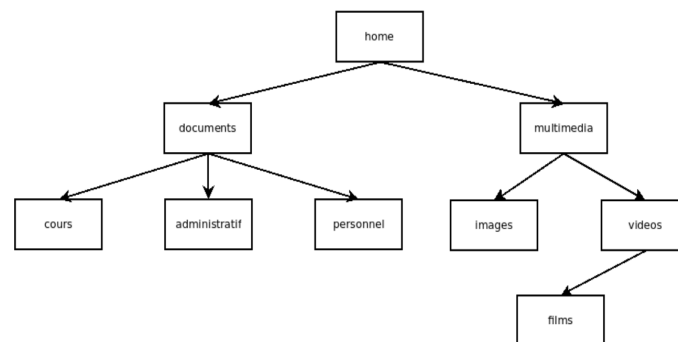 home
documents
multimedia
cours
administratif
personnel
images
videos
films